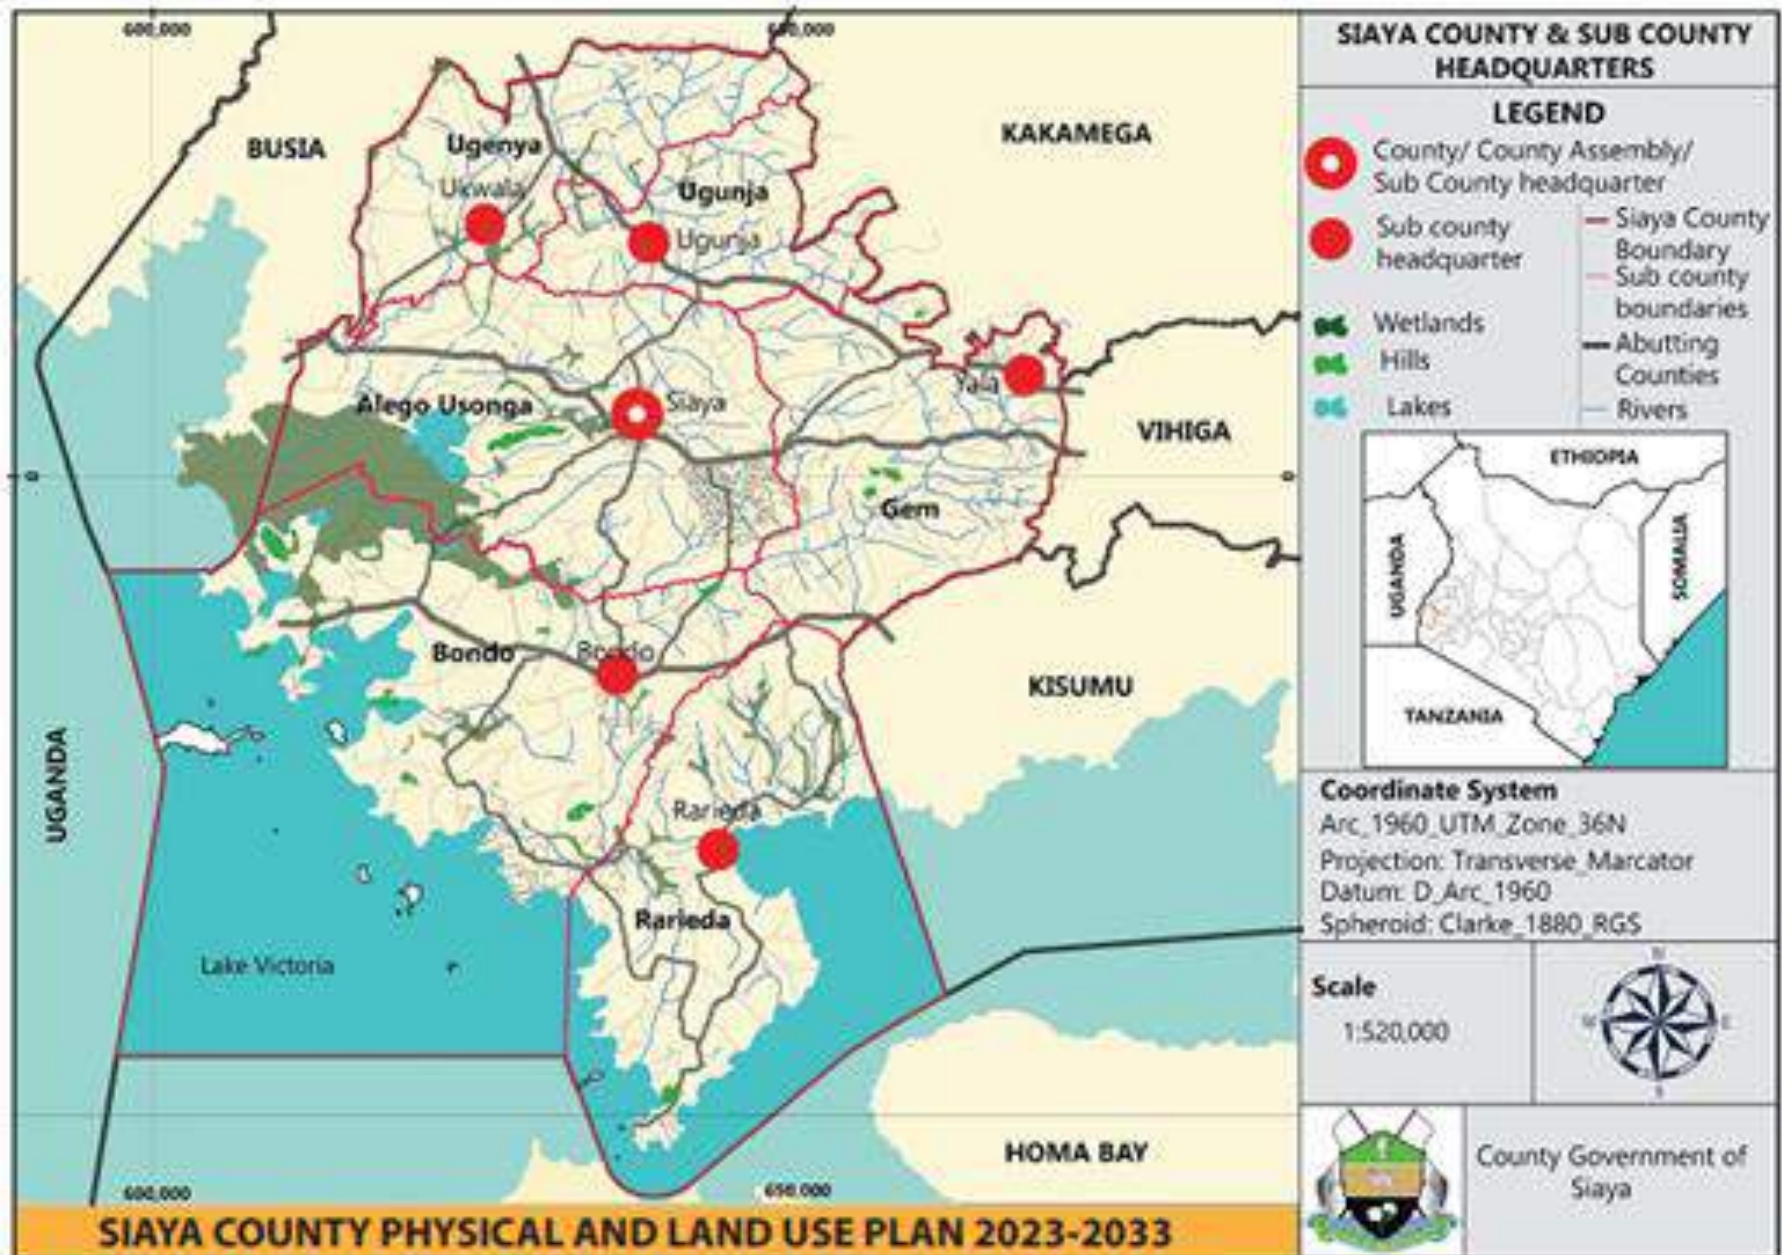 600,000
650,000
BUSIA
KAKAMEGA
Ugenya
Ukwala
Ugunja
Ugunja
Yala
Alego Usonga
Siaya
VIHIGA
0
0
Gem
Bondo
Bondo
KISUMU
UGANDA
Rarieda
Rarieda
Lake Victoria
HOMA BAY
600,000
650,000
SIAYA COUNTY PHYSICAL AND LAND USE PLAN 2023-2033
SIAYA COUNTY & SUB COUNTY
HEADQUARTERS
LEGEND
County/ County Assembly/
Sub County headquarter
Sub county
headquarter
Wetlands
Hills
Lakes
Siaya County
Boundary
Sub county
boundaries
Abutting
Counties
Rivers
ETHIOPIA
UGANDA
SOMALIA
TANZANIA
Coordinate System
Arc_1960_UTM_Zone_36N
Projection: Transverse_Marcator
Datum: D_Arc_1960
Spheroid: Clarke_1880_RGS
Scale
1:520,000
N
W
E
S
County Government of
Siaya